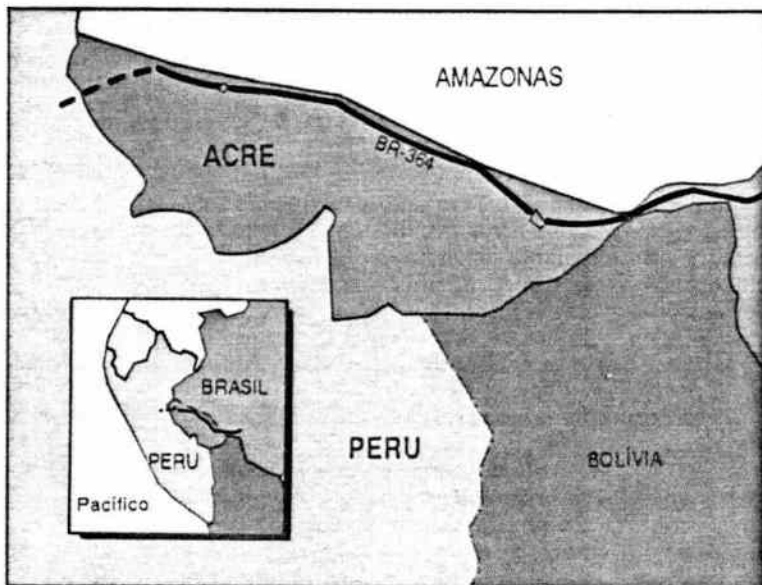 AMAZONAS
ACRE
BR-364
BRASIL
PERU
Pacífico
PERU
BOLÍVIA